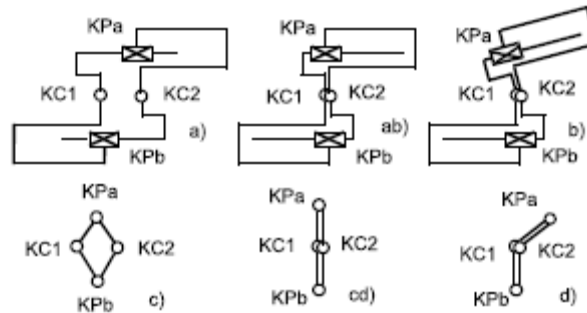 KPa KPa KPa
KC1 KC2 KC1 KC2 KC1 KC2
a) ab) b)
KPb KPb KPb
KPa KPa KPa
KC1 KC2 KC1 KC2 KC1 KC2
KPb KPb KPb
c) cd) d)